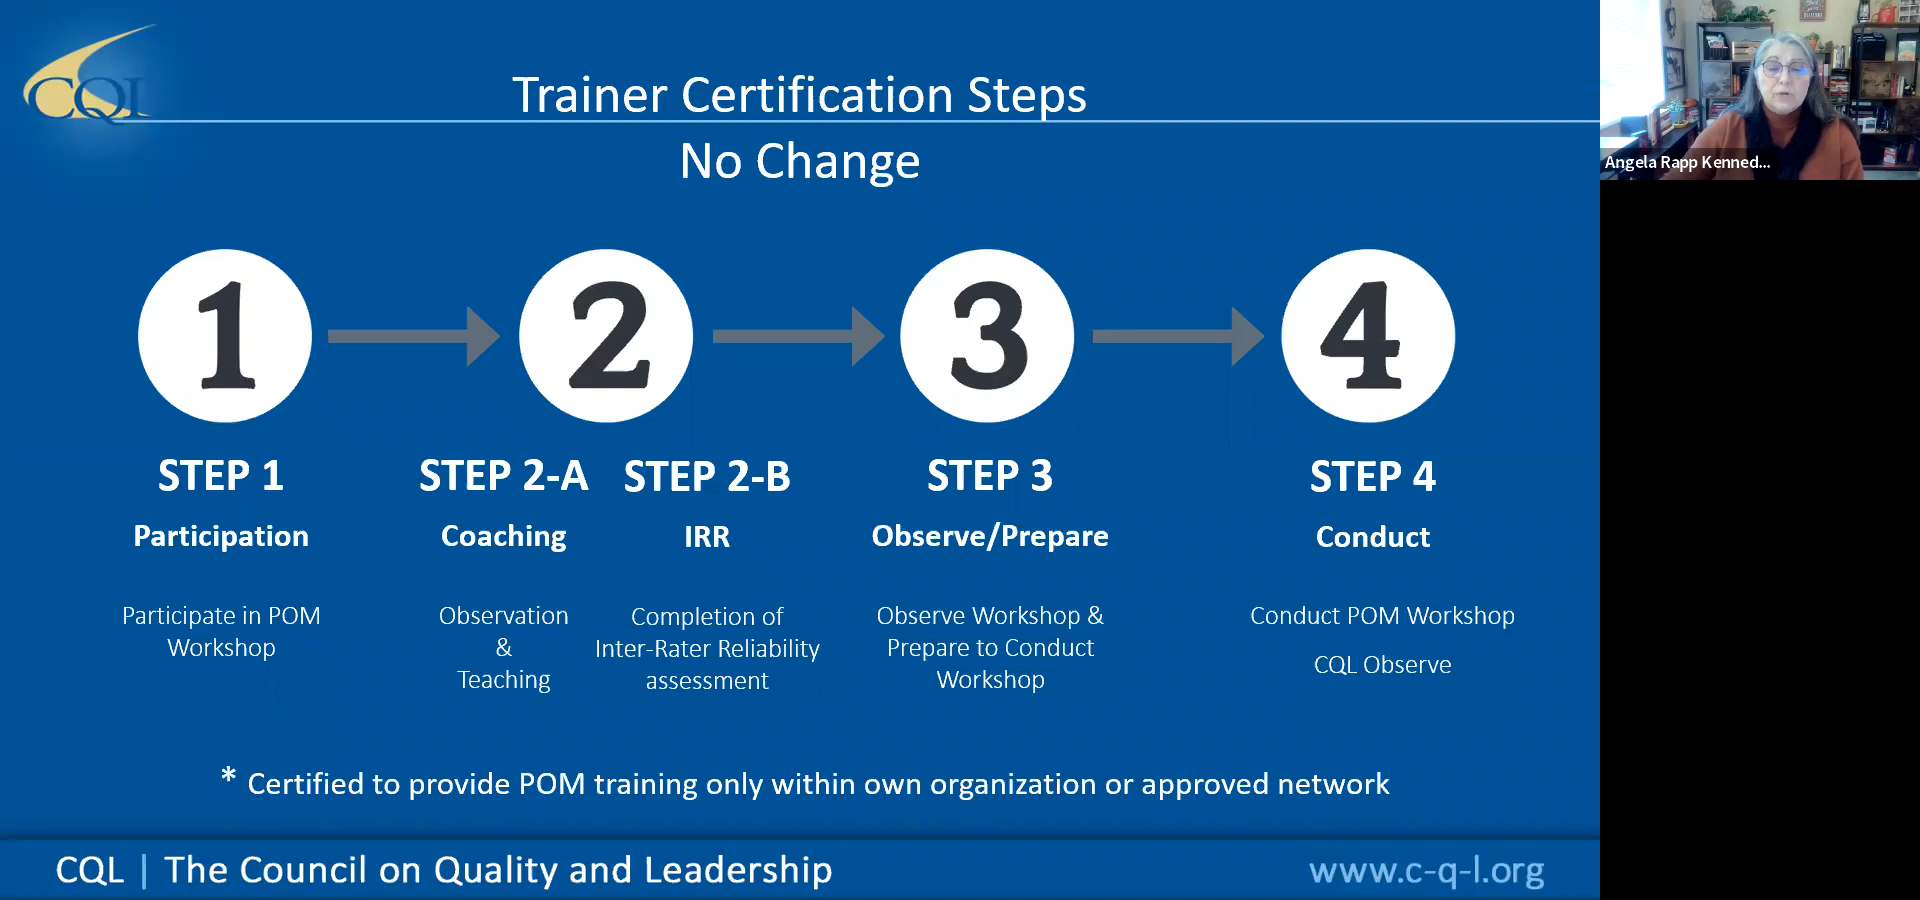 CQL
Trainer Certification Steps
No Change
1
2
3
4
STEP 1
STEP 2-A
STEP 2-B
STEP 3
STEP 4
Participation
Coaching
IRR
Observe/Prepare
Conduct
Participate in POM
Workshop
Observation
&
Teaching
Completion of
Inter-Rater Reliability
assessment
Observe Workshop &
Prepare to Conduct
Workshop
Conduct POM Workshop
CQL Observe
* Certified to provide POM training only within own organization or approved network
CQL | The Council on Quality and Leadership
www.c-q-l.org
Angela Rapp Kenned...